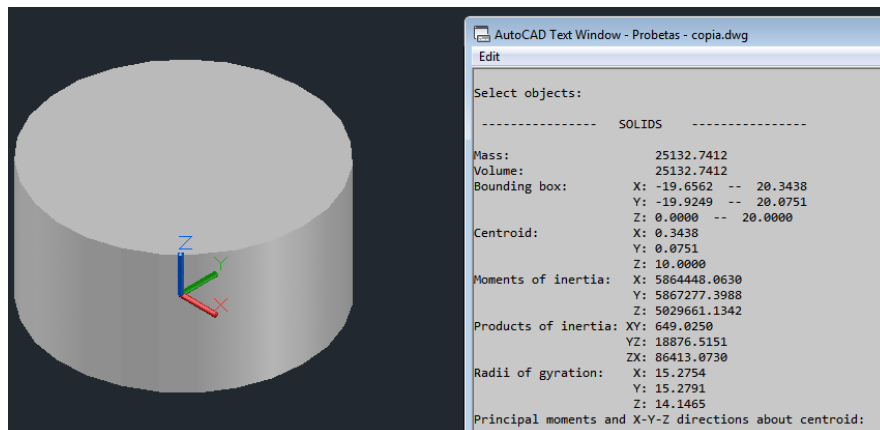 AutoCAD Text Window - Probetas - copia.dwg
Edit
Select objects:
---------------- SOLIDS ----------------
Mass: 25132.7412
Volume: 25132.7412
Bounding box: X: -19.6562 -- 20.3438
Y: -19.9249 -- 20.0751
Z: 0.0000 -- 20.0000
Centroid: X: 0.3438
Y: 0.0751
Z: 10.0000
Moments of inertia: X: 5864448.0630
Y: 5867277.3988
Z: 5029661.1342
Products of inertia: XY: 649.0250
YZ: 18876.5151
ZX: 86413.0730
Radii of gyration: X: 15.2754
Y: 15.2791
Z: 14.1465
Principal moments and X-Y-Z directions about centroid:
Z
Y
X